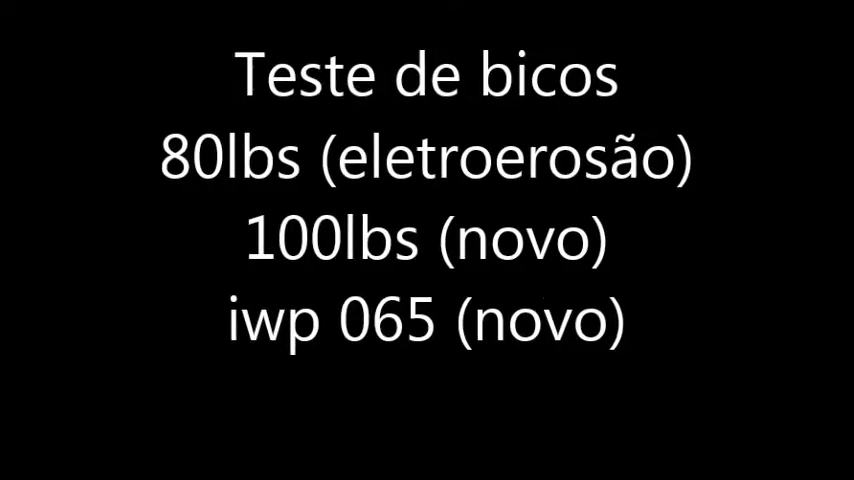 Teste de bicos
80lbs (eletroerosão)
100lbs (novo)
iwp 065 (novo)